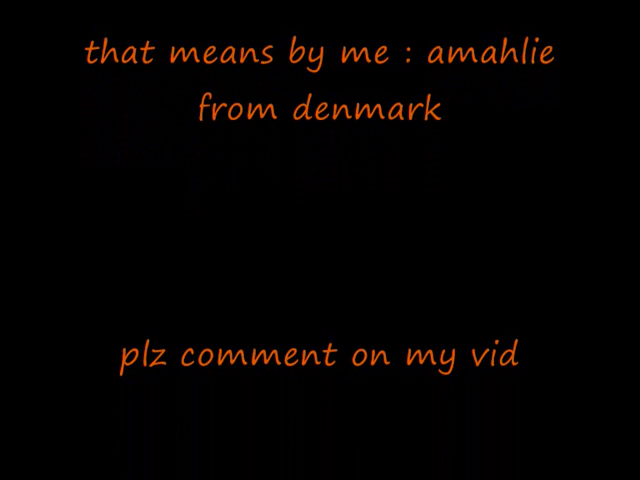 that means by me : amahlie
from denmark
plz comment on my vid